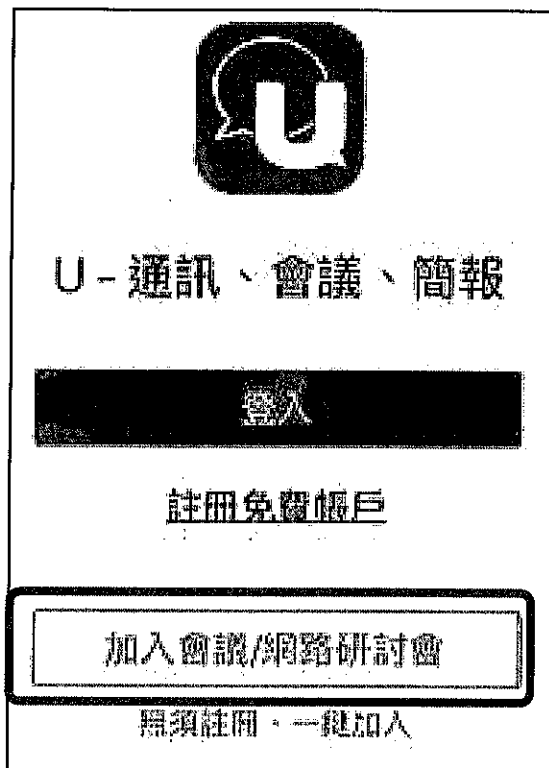 U
U - 通訊、會議、簡報
登入
註冊免費帳戶
加入會議/網路研討會
無須註冊，一鍵加入